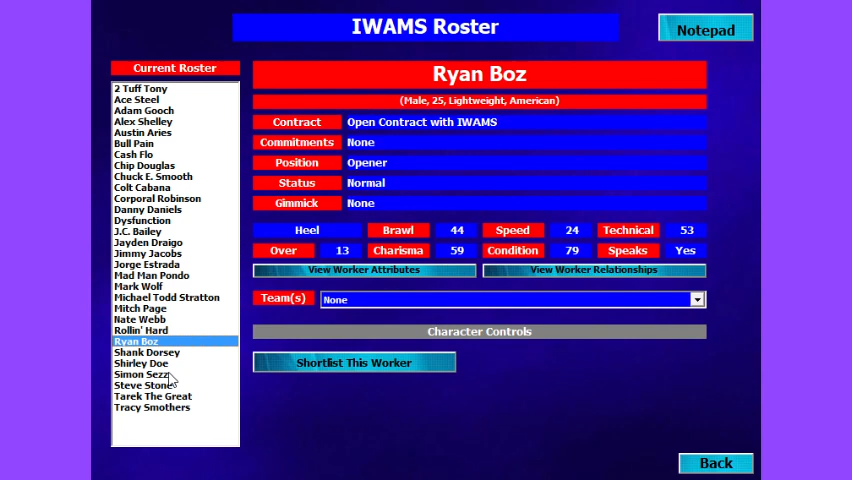 IWAMS Roster
Notepad
Current Roster
2 Tuff Tony
Ace Steel
Adam Gooch
Alex Shelley
Austin Aries
Bull Pain
Cash Flo
Chip Douglas
Chuck E. Smooth
Colt Cabana
Corporal Robinson
Danny Daniels
Dysfunction
J.C. Bailey
Jayden Draigo
Jimmy Jacobs
Jorge Estrada
Mad Man Pondo
Mark Wolf
Michael Todd Stratton
Mitch Page
Nate Webb
Rollin' Hard
Ryan Boz
Shank Dorsey
Shirley Doe
Simon Sezz
Steve Stone
Tarek The Great
Tracy Smothers
Ryan Boz
(Male, 25, Lightweight, American)
Contract Open Contract with IWAMS
Commitments None
Position Opener
Status Normal
Gimmick None
Heel Brawl 44 Speed 24 Technical 53
Over 13 Charisma 59 Condition 79 Speaks Yes
View Worker Attributes View Worker Relationships
Team(s) None
Character Controls
Shortlist This Worker
Back